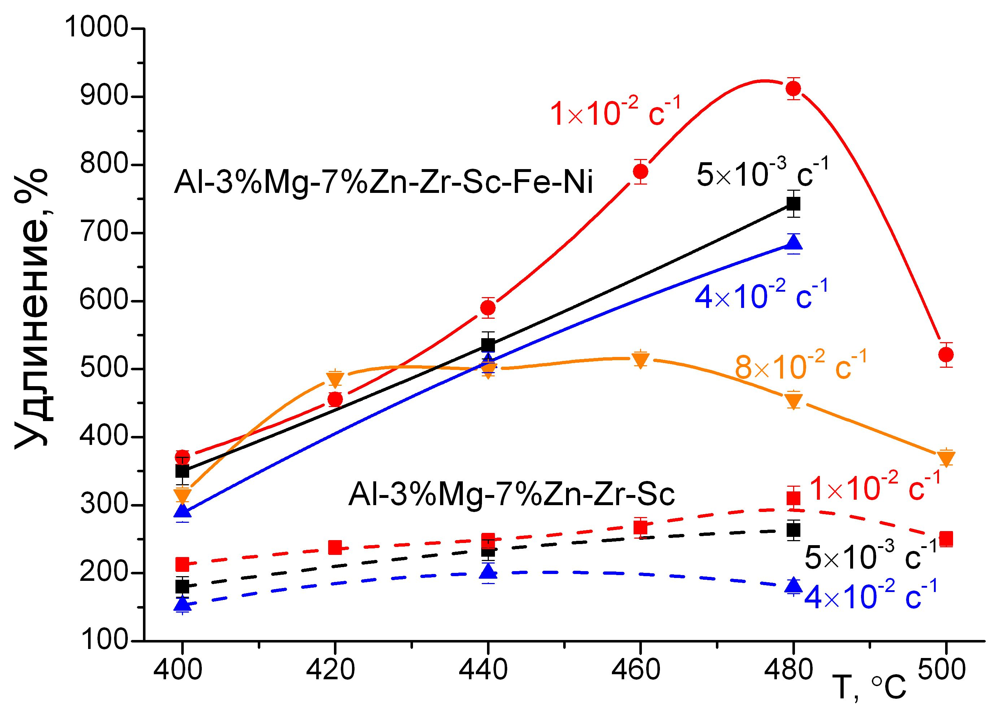 Удлинение,%
1000
900
800
700
600
500
400
300
200
100
1×10⁻² c⁻¹
5×10⁻³ c⁻¹
Al-3%Mg-7%Zn-Zr-Sc-Fe-Ni
4×10⁻² c⁻¹
8×10⁻² c⁻¹
Al-3%Mg-7%Zn-Zr-Sc
1×10⁻² c⁻¹
5×10⁻³ c⁻¹
4×10⁻² c⁻¹
400 420 440 460 480 500
T, °C